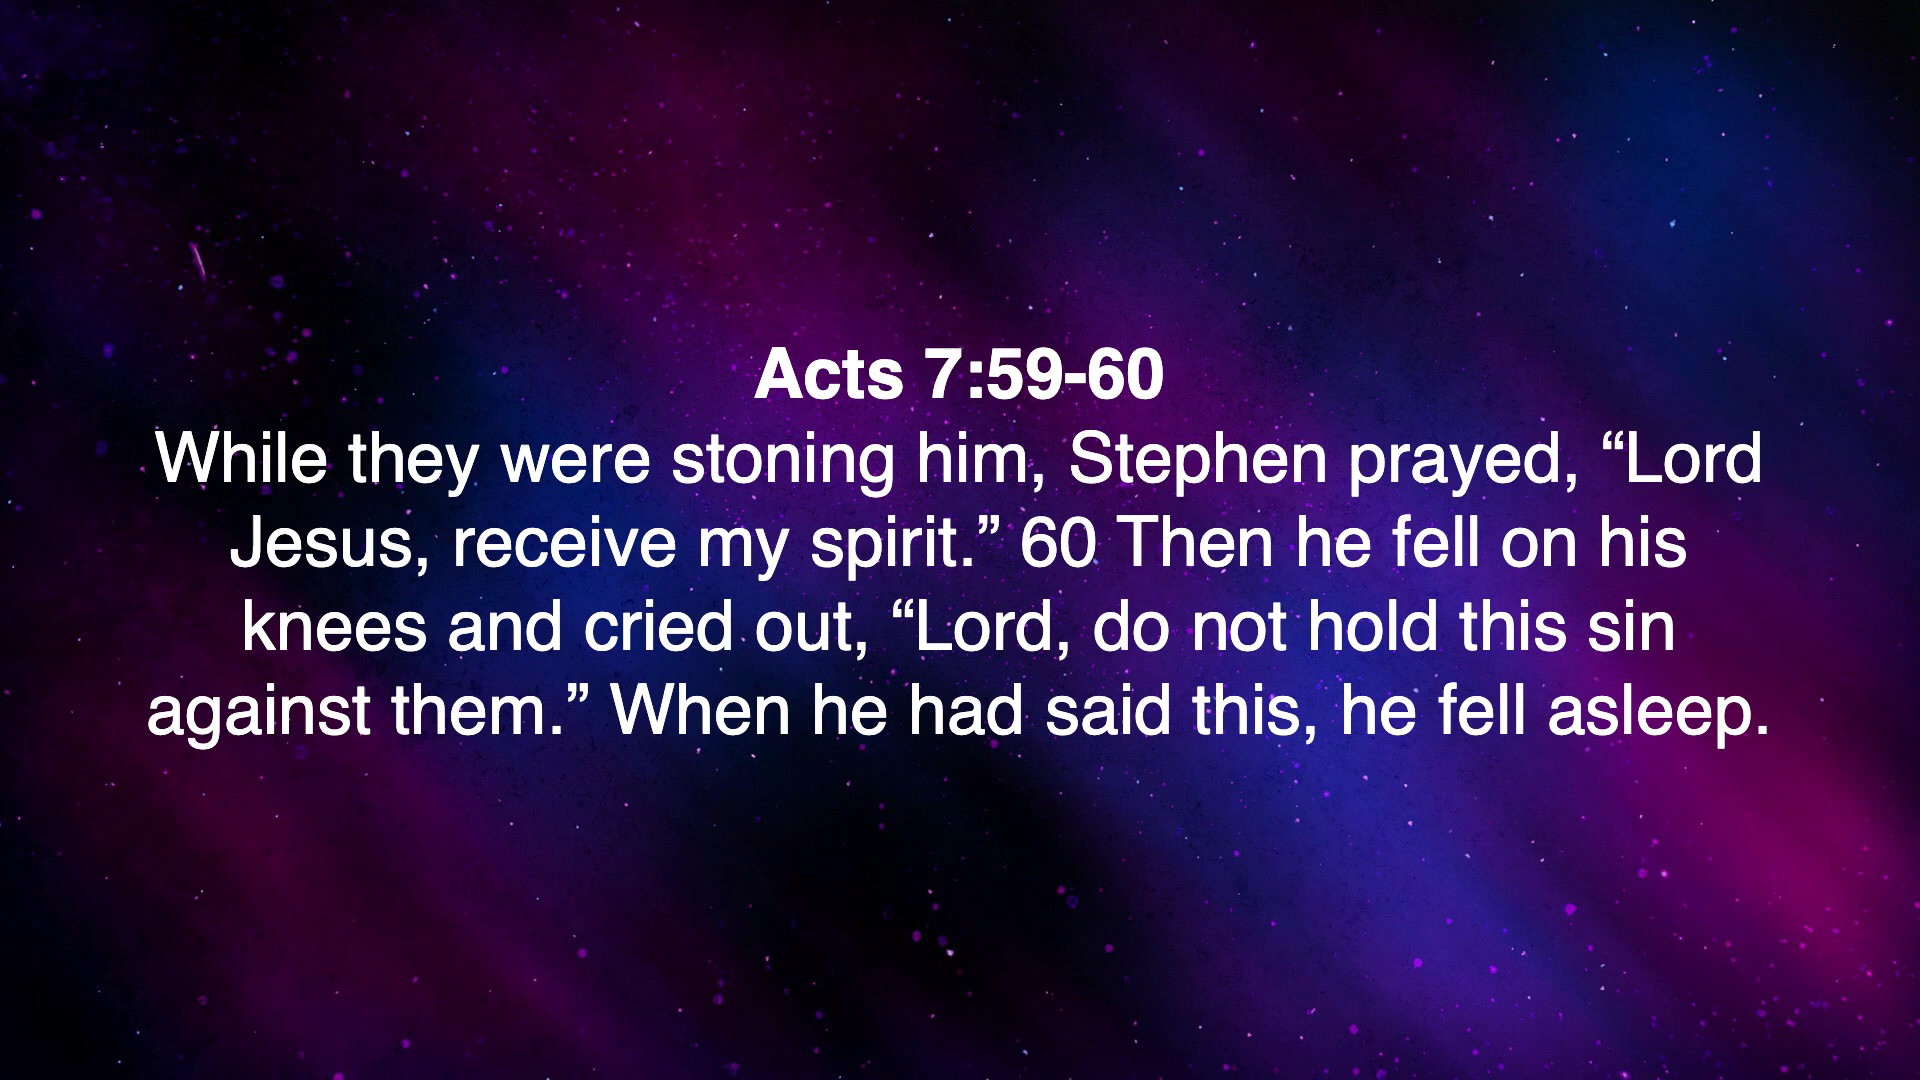 Acts 7:59-60
While they were stoning him, Stephen prayed, “Lord
Jesus, receive my spirit.” 60 Then he fell on his
knees and cried out, “Lord, do not hold this sin
against them.” When he had said this, he fell asleep.